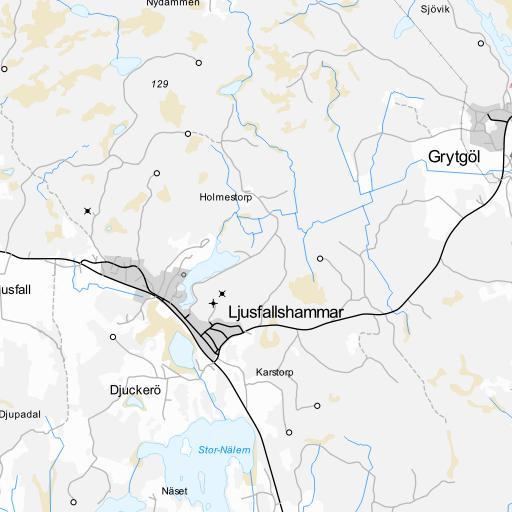 Nydammen
Sjövik
129
Grytgöl
Holmestorp
jusfall
Ljusfallshammar
Karstorp
Djuckerö
Djupadal
Stor-Nälem
Näset